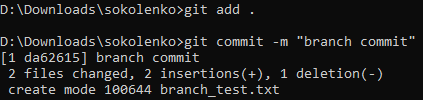 D:\Downloads\sokolenko>git add .
D:\Downloads\sokolenko>git commit -m "branch commit"
[1 da62615] branch commit
 2 files changed, 2 insertions(+), 1 deletion(-)
 create mode 100644 branch_test.txt